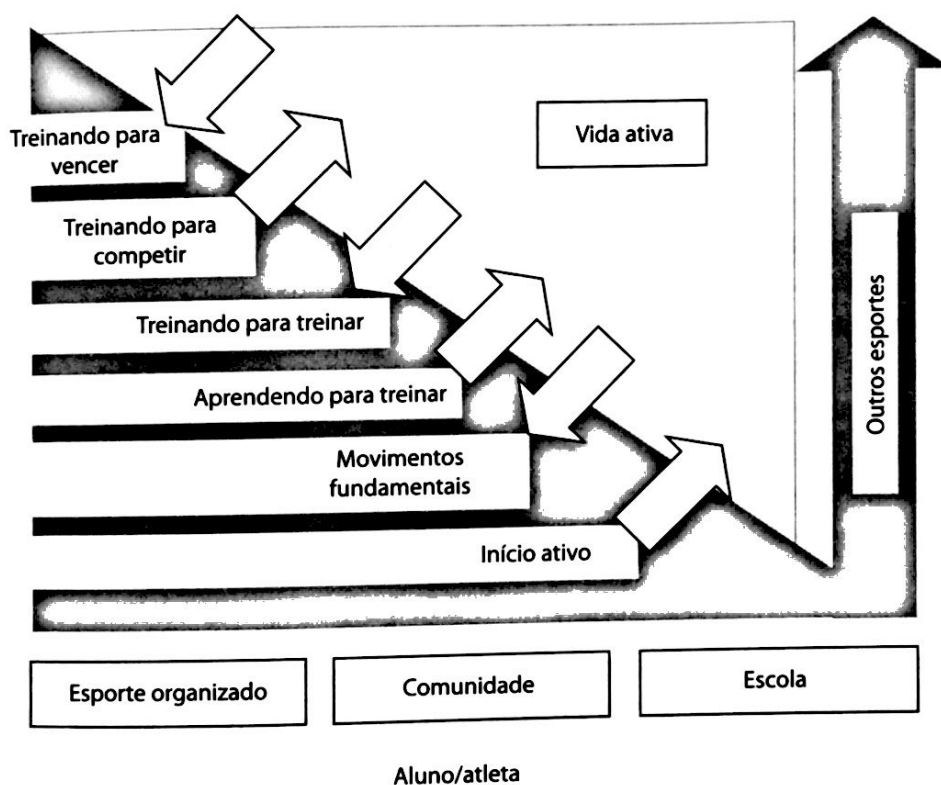 Treinando para
vencer
Vida ativa
Treinando para
competir
Treinando para treinar
Outros esportes
Aprendendo para treinar
Movimentos
fundamentais
Início ativo
Esporte organizado
Comunidade
Escola
Aluno/atleta